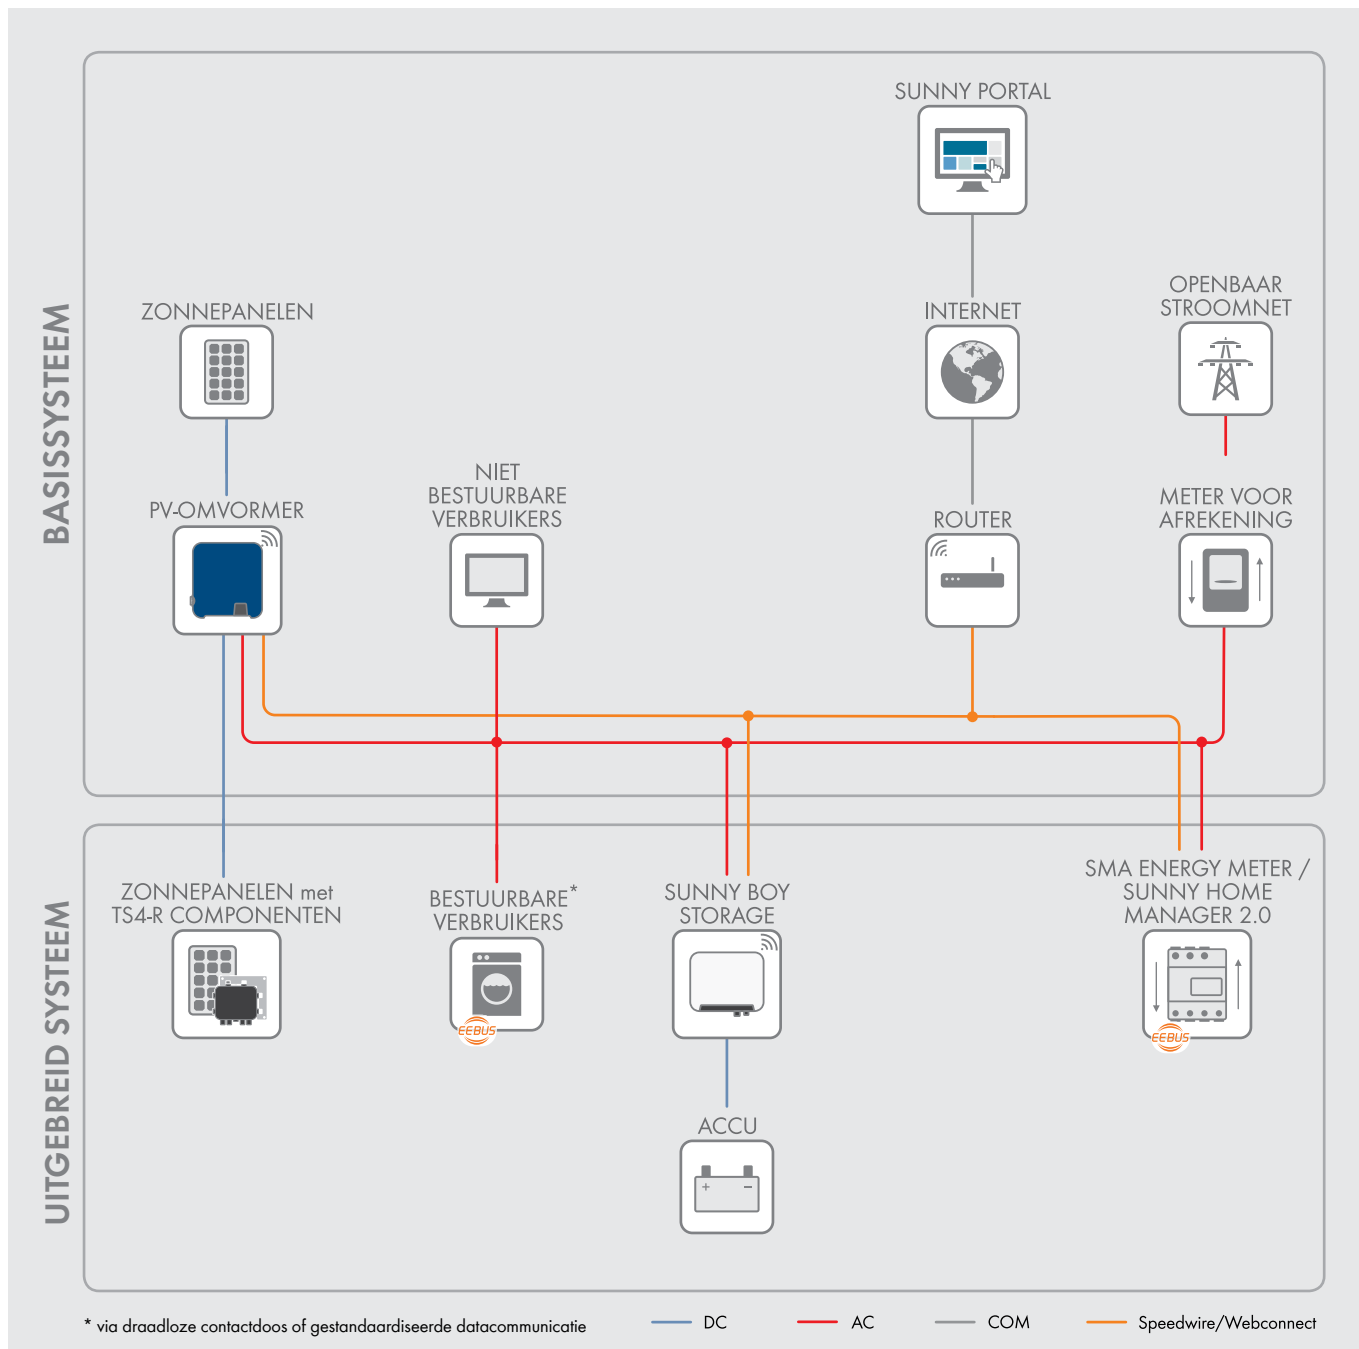 BASISSYSTEEM
SUNNY PORTAL
ZONNEPANELEN
INTERNET
OPENBAAR
STROOMNET
PV-OMVORMER
NIET
BESTUURBARE
VERBRUIKERS
ROUTER
METER VOOR
AFREKENING
UITGEBREID SYSTEEM
ZONNEPANELEN met
TS4-R COMPONENTEN
BESTUURBARE*
VERBRUIKERS
EEBUS
SUNNY BOY
STORAGE
SMA ENERGY METER /
SUNNY HOME
MANAGER 2.0
EEBUS
ACCU
+ −
* via draadloze contactdoos of gestandaardiseerde datacommunicatie
DC
AC
COM
Speedwire/Webconnect